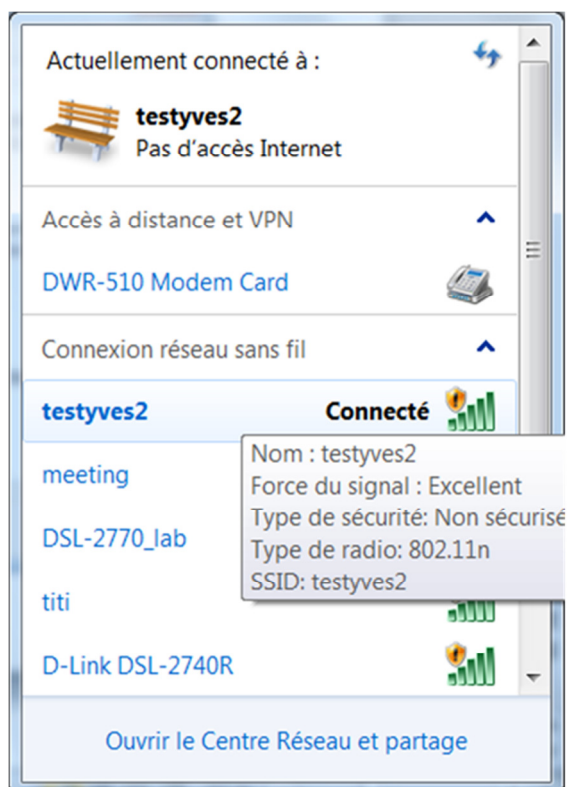 Actuellement connecté à :
testyves2
Pas d'accès Internet
Accès à distance et VPN
DWR-510 Modem Card
Connexion réseau sans fil
testyves2 Connecté
Nom : testyves2
Force du signal : Excellent
Type de sécurité: Non sécurisé
Type de radio: 802.11n
SSID: testyves2
meeting
DSL-2770_lab
titi
D-Link DSL-2740R
Ouvrir le Centre Réseau et partage